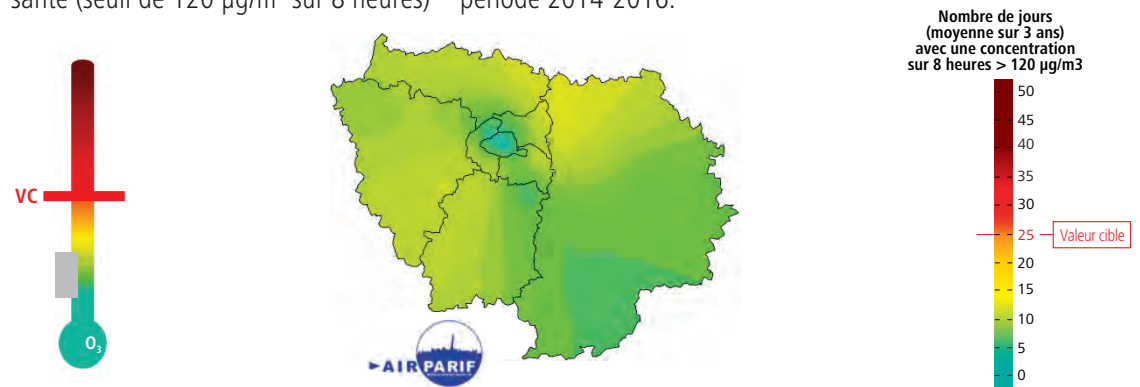 santé (seuil de 120 µg/m³ sur 8 heures) – période 2014-2016.
Nombre de jours
(moyenne sur 3 ans)
avec une concentration
sur 8 heures > 120 µg/m3
VC
O3
AIRPARIF
50
45
40
35
30
25
Valeur cible
20
15
10
5
0